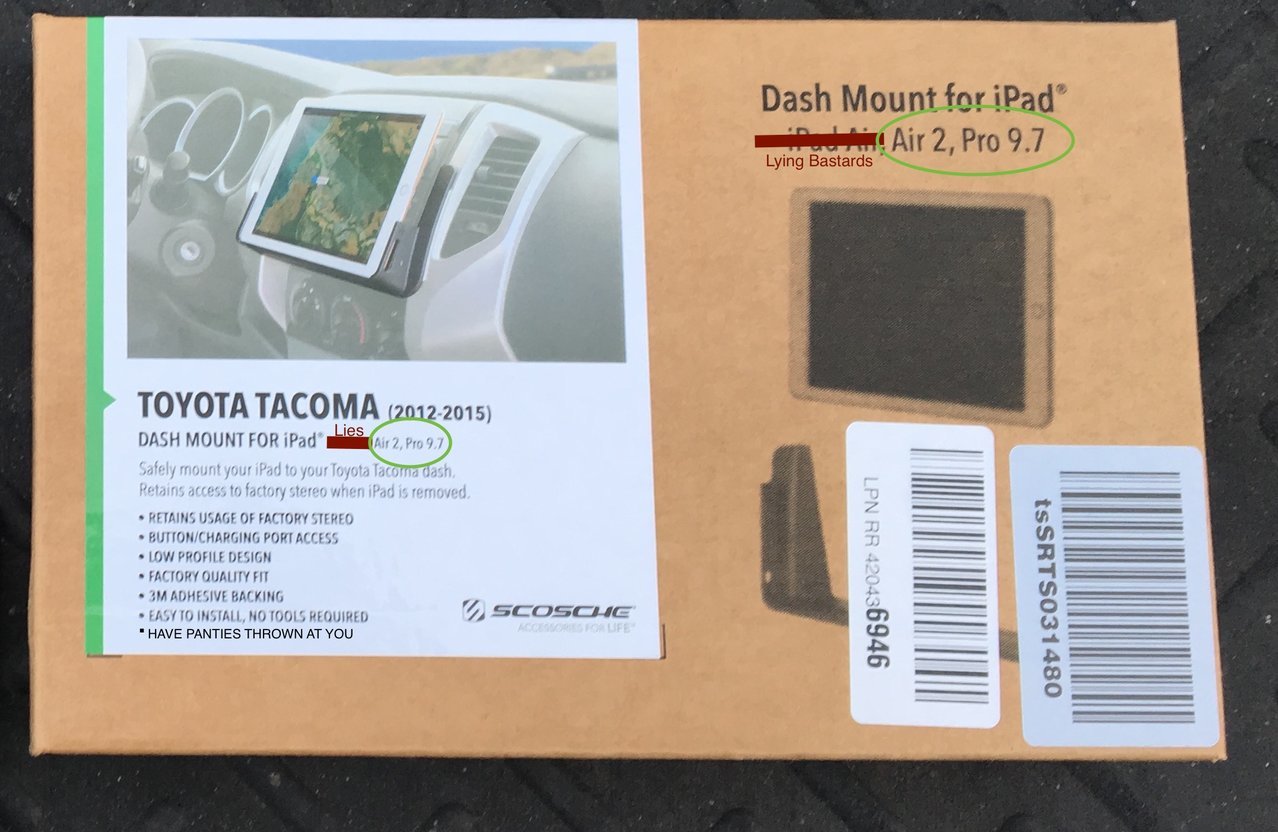 TOYOTA TACOMA (2012-2015)
Lies
DASH MOUNT FOR iPad® Air 2, Pro 9.7
Safely mount your iPad to your Toyota Tacoma dash.
Retains access to factory stereo when iPad is removed.
• RETAINS USAGE OF FACTORY STEREO
• BUTTON/CHARGING PORT ACCESS
• LOW PROFILE DESIGN
• FACTORY QUALITY FIT
• 3M ADHESIVE BACKING
• EASY TO INSTALL, NO TOOLS REQUIRED
* HAVE PANTIES THROWN AT YOU
SCOSCHE
ACCESSORIES FOR LIFE®
Dash Mount for iPad®
iPad Air, Air 2, Pro 9.7
Lying Bastards
LPN RR 420436946
tsSRTS031480